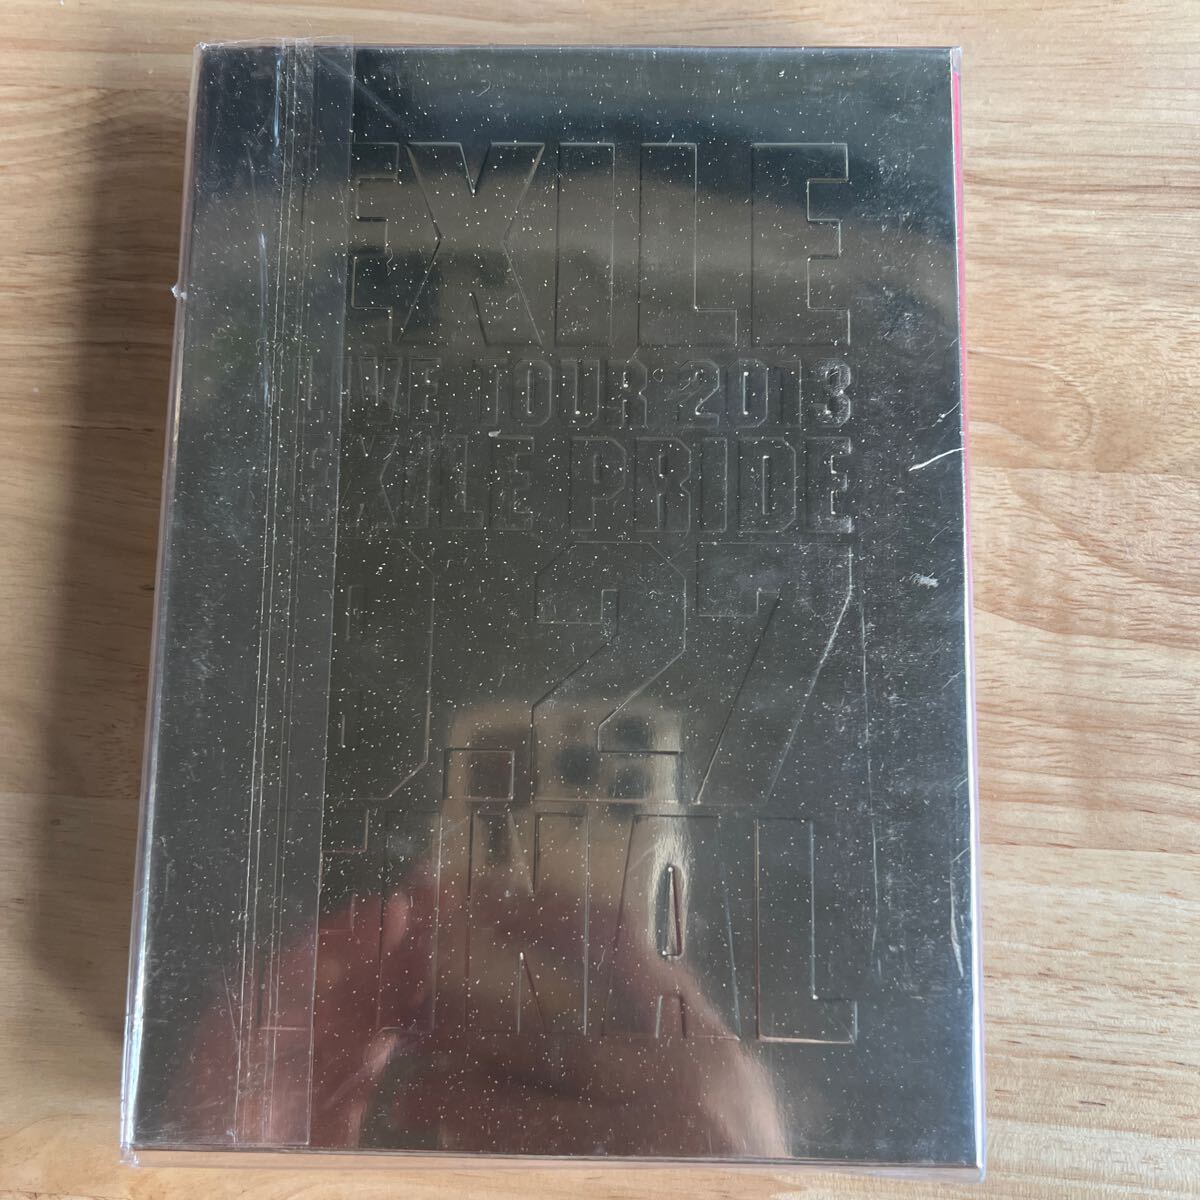 EXILE
LIVE TOUR 2013
EXILE PRIDE
9.27
FINAL